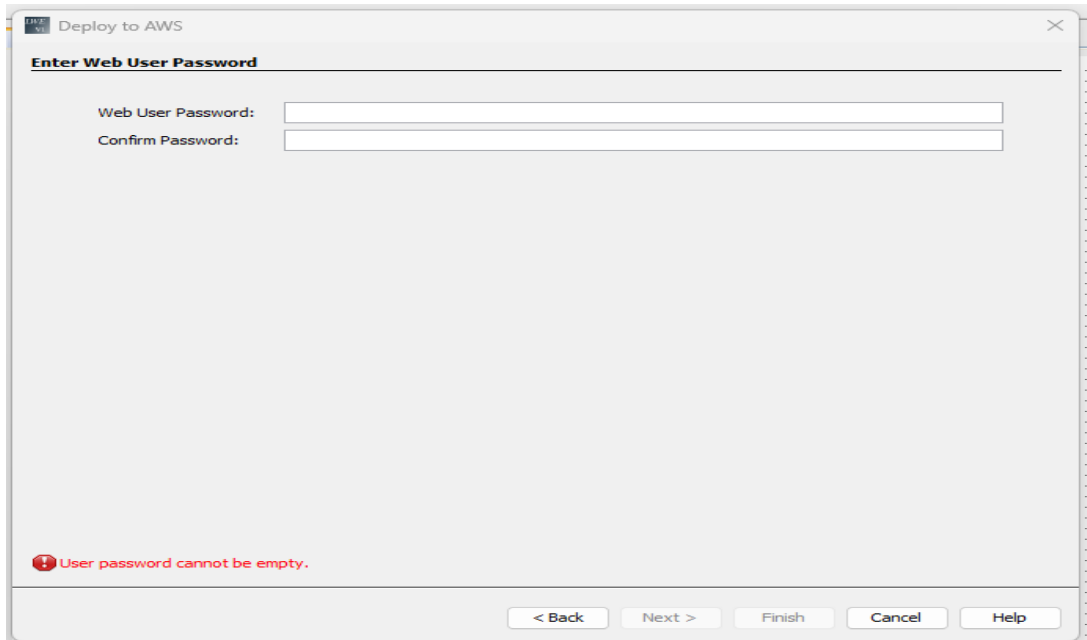 Deploy to AWS
Enter Web User Password
Web User Password:
Confirm Password:
User password cannot be empty.
< Back Next > Finish Cancel Help